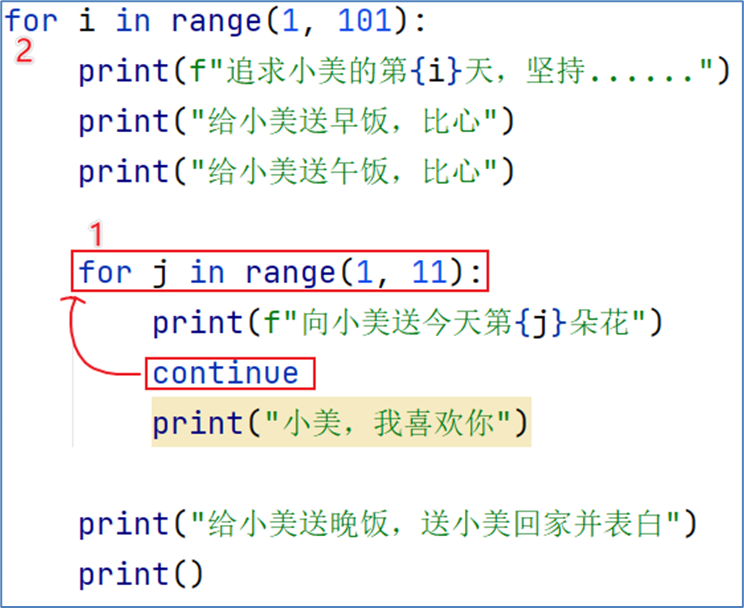 for i in range(1, 101):
2
print(f"追求小美的第{i}天，坚持......")
print("给小美送早饭，比心")
print("给小美送午饭，比心")
1
for j in range(1, 11):
print(f"向小美送今天第{j}朵花")
continue
print("小美，我喜欢你")
print("给小美送晚饭，送小美回家并表白")
print()